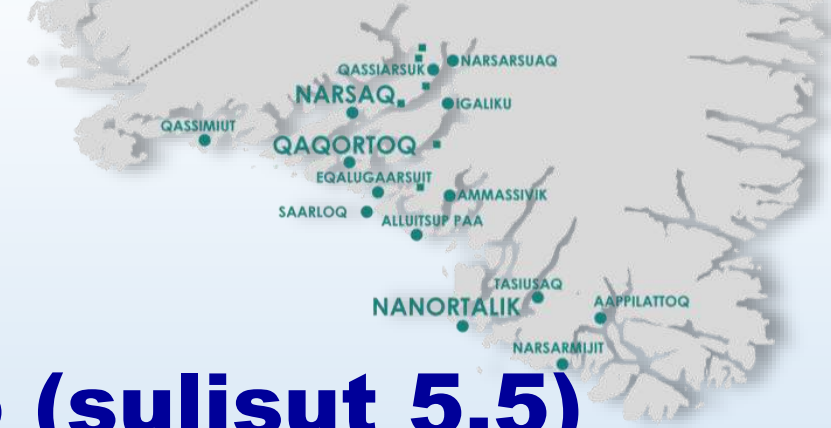 NARSARSUAQ
QASSIARSUK
NARSAQ
IGALIKU
QASSIMIUT
QAQORTOQ
EQALUGAARSUIT
AMMASSIVIK
SAARLOQ
ALLUITSUP PAA
TASIUSAQ
NANORTALIK
AAPPILATTOQ
NARSARMIJIT
(sulisut 5,5)